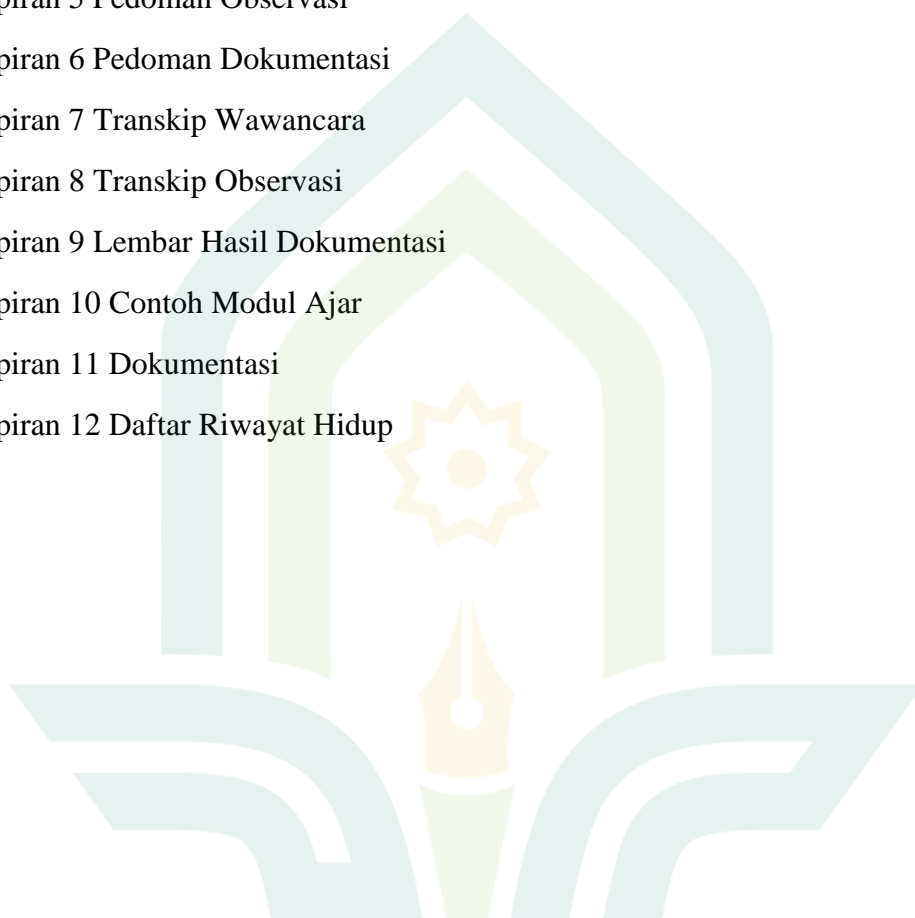 piran 5 Pedoman Observasi
piran 6 Pedoman Dokumentasi
piran 7 Transkip Wawancara
piran 8 Transkip Observasi
piran 9 Lembar Hasil Dokumentasi
piran 10 Contoh Modul Ajar
piran 11 Dokumentasi
piran 12 Daftar Riwayat Hidup